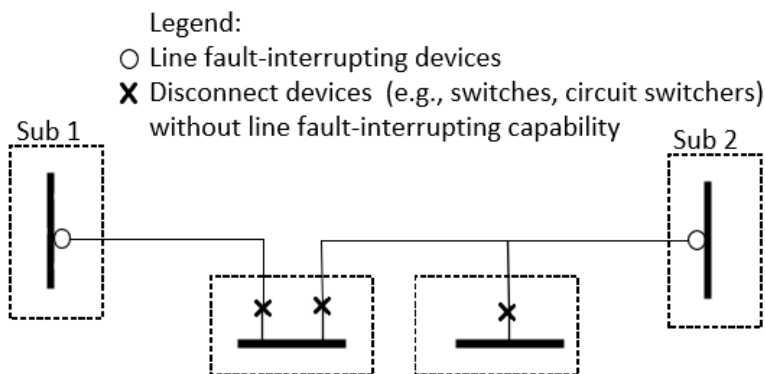 Legend:
Line fault-interrupting devices
Disconnect devices (e.g., switches, circuit switchers)
without line fault-interrupting capability
Sub 1
Sub 2